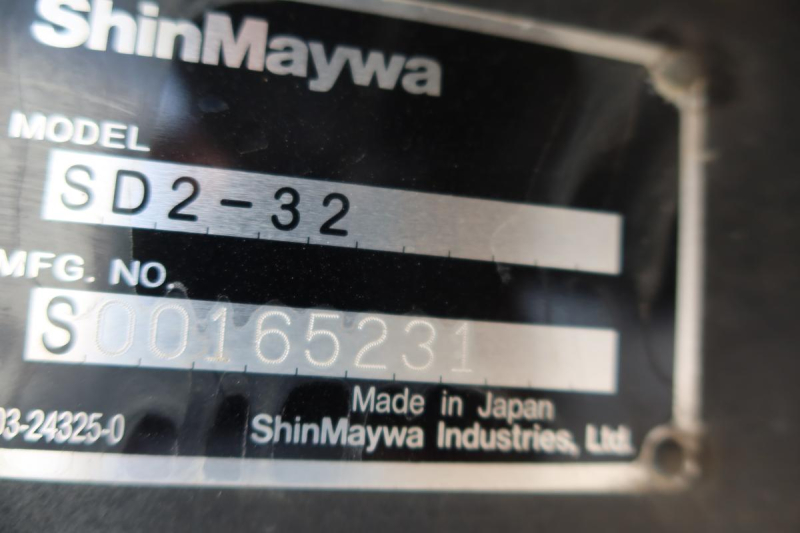 ShinMaywa
MODEL
SD2-32
MFG. NO.
S00165231
03-24325-0
Made in Japan
ShinMaywa Industries, Ltd.